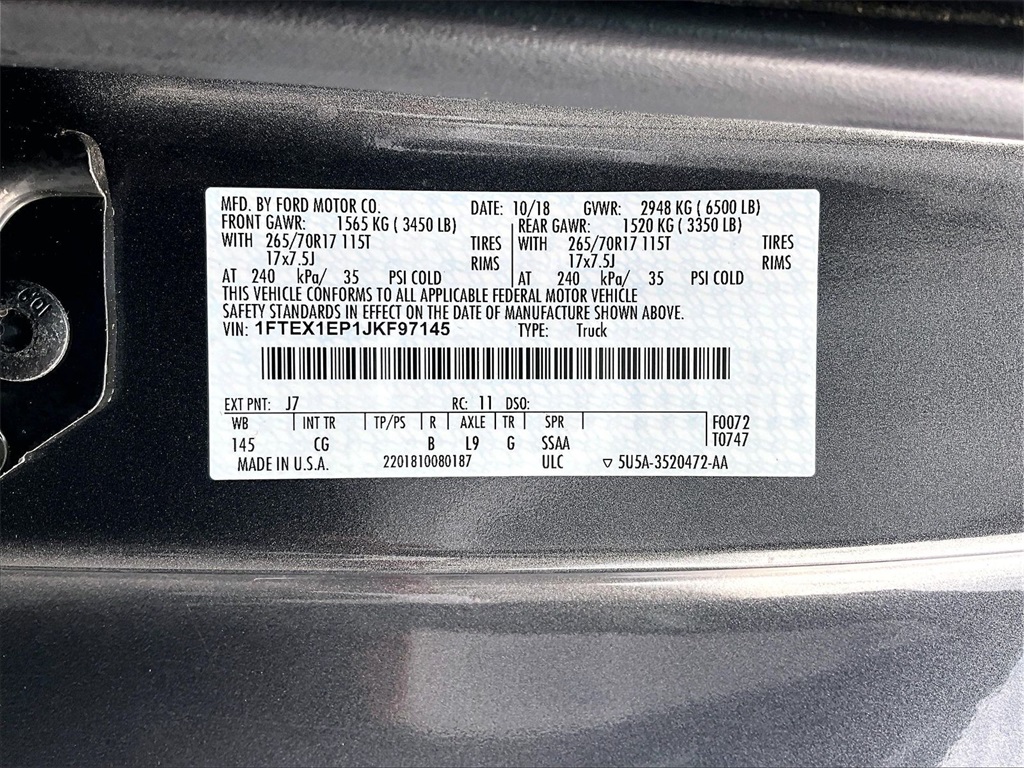 MFD. BY FORD MOTOR CO. DATE: 10/18 GVWR: 2948 KG ( 6500 LB)
FRONT GAWR: 1565 KG ( 3450 LB) REAR GAWR: 1520 KG ( 3350 LB)
WITH 265/70R17 115T TIRES WITH 265/70R17 115T TIRES
17x7.5J RIMS 17x7.5J RIMS
AT 240 kPa/ 35 PSI COLD AT 240 kPa/ 35 PSI COLD
THIS VEHICLE CONFORMS TO ALL APPLICABLE FEDERAL MOTOR VEHICLE
SAFETY STANDARDS IN EFFECT ON THE DATE OF MANUFACTURE SHOWN ABOVE.
VIN: 1FTEX1EP1JKF97145 TYPE: Truck
EXT PNT: J7 RC: 11 DSO:
WB INT TR TP/PS R AXLE TR SPR F0072
145 CG B L9 G SSAA T0747
MADE IN U.S.A. 2201810080187 ULC ▽ 5U5A-3520472-AA